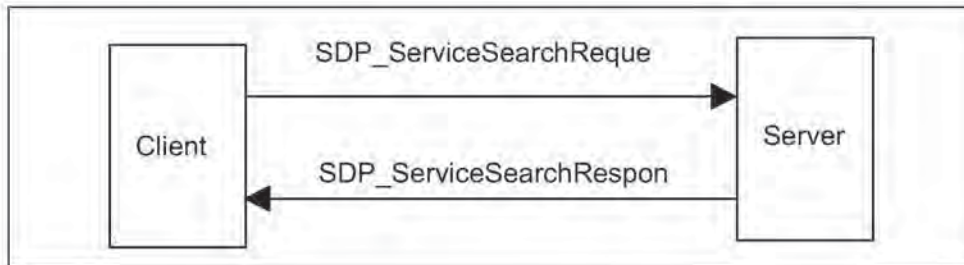 SDP_ServiceSearchReque
Client
Server
SDP_ServiceSearchRespon